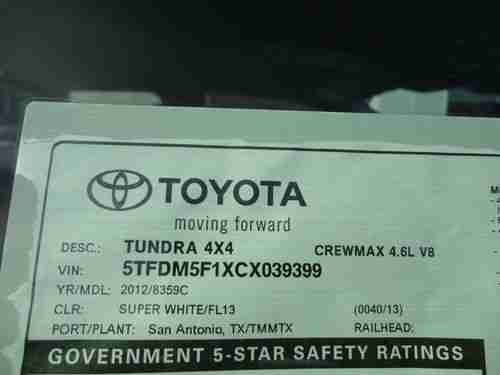 TOYOTA
moving forward
DESC.: TUNDRA 4X4 CREWMAX 4.6L V8
VIN: 5TFDM5F1XCX039399
YR/MDL: 2012/8359C
CLR: SUPER WHITE/FL13 (0040/13)
PORT/PLANT: San Antonio, TX/TMMTX RAILHEAD:
GOVERNMENT 5-STAR SAFETY RATINGS